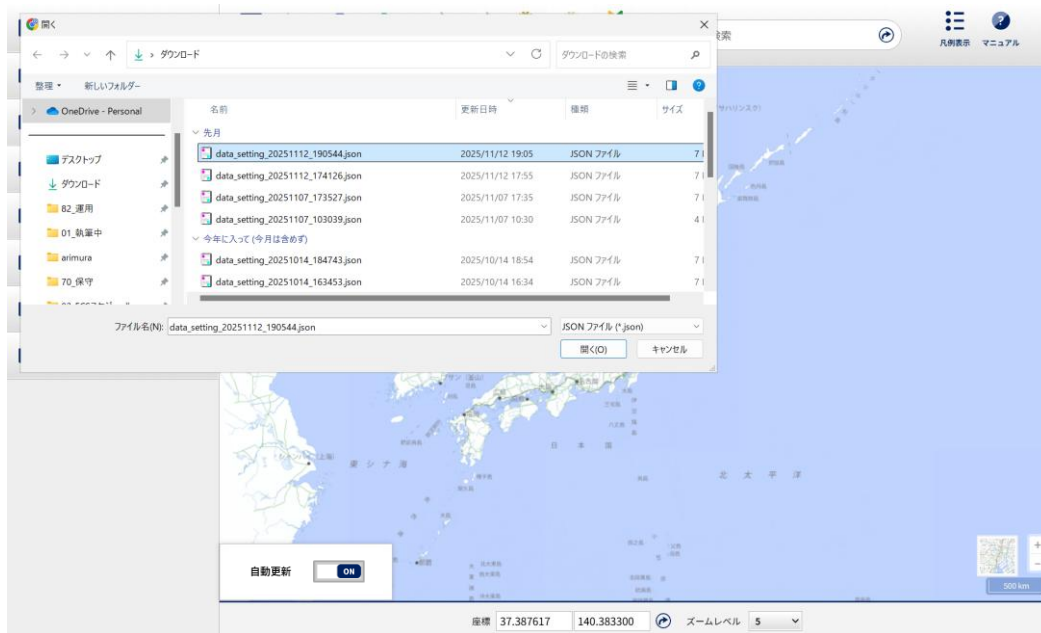 開く
検索
凡例表示 マニュアル
ダウンロード
ダウンロードの検索
整理 新しいフォルダー
名前 更新日時 種類 サイズ
OneDrive - Personal
先月
data_setting_20251112_190544.json 2025/11/12 19:05 JSON ファイル 7
デスクトップ
data_setting_20251112_174126.json 2025/11/12 17:55 JSON ファイル 7
ダウンロード
data_setting_20251107_173527.json 2025/11/07 17:35 JSON ファイル 7
82_運用
data_setting_20251107_103039.json 2025/11/07 10:30 JSON ファイル 4
01_執筆中
今年に入って (今月は含めず)
arimura
data_setting_20251014_184743.json 2025/10/14 18:54 JSON ファイル 7
70_保守
data_setting_20251014_163453.json 2025/10/14 16:34 JSON ファイル 7
ファイル名(N): data_setting_20251112_190544.json JSON ファイル (*.json)
開く(O) キャンセル
日本国
東シナ海
北太平洋
自動更新 ON
500 km
座標 37.387617 140.383300 ズームレベル 5